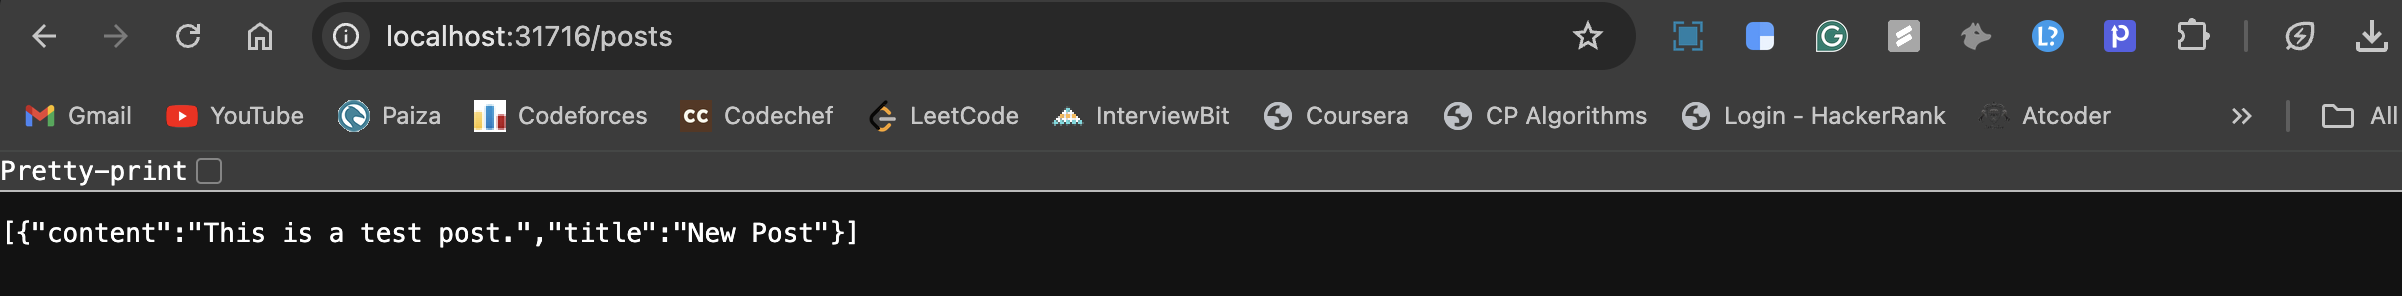 localhost:31716/posts
Gmail YouTube Paiza Codeforces CC Codechef LeetCode InterviewBit Coursera CP Algorithms Login - HackerRank Atcoder » All
Pretty-print
[{"content":"This is a test post.","title":"New Post"}]